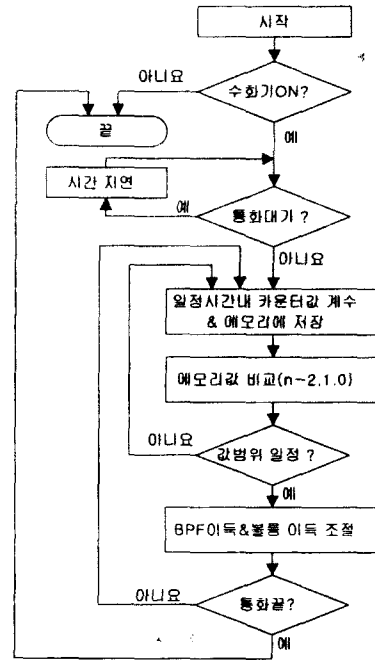 시작
아니요
수화기ON?
끝
예
시간 지연
예
통화대기 ?
아니요
일정시간내 카운터값 계수
& 메모리에 저장
메모리값 비교(n-2,1,0)
아니요
값범위 일정 ?
예
BPF이득&볼륨 이득 조절
아니요
통화끝?
예